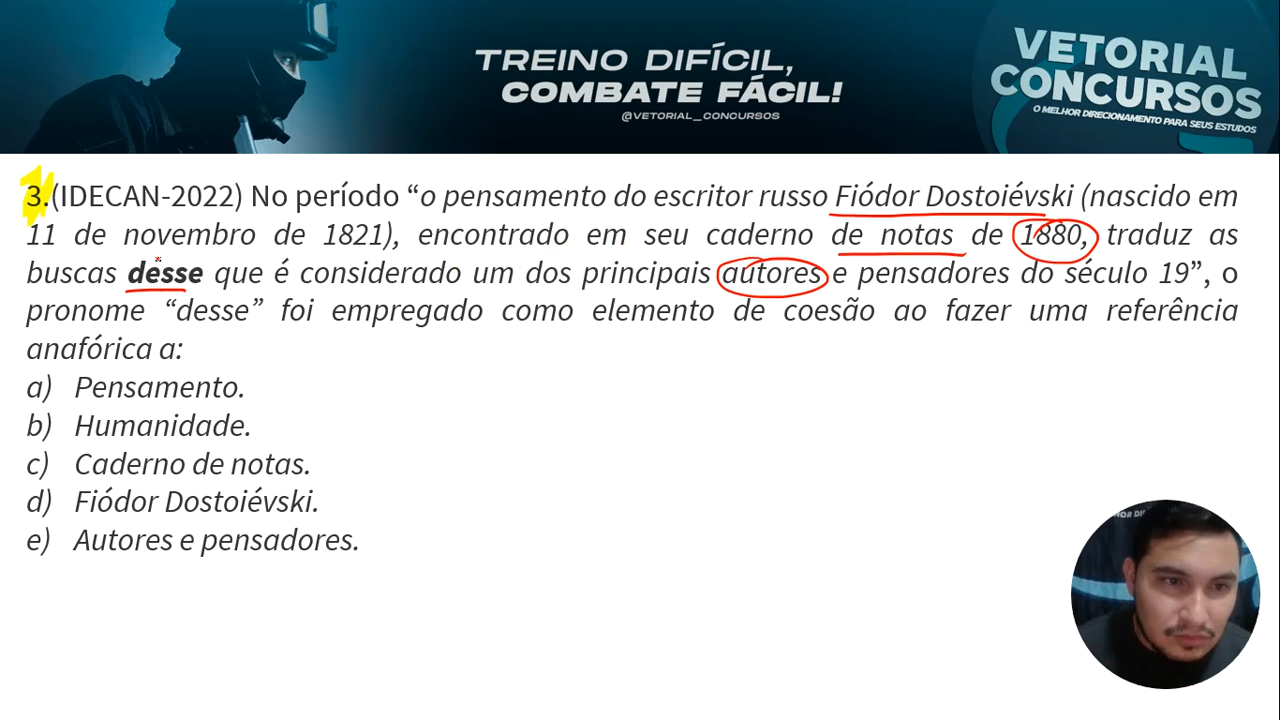 TREINO DIFÍCIL,
COMBATE FÁCIL!
@VETORIAL_CONCURSOS
VETORIAL
CONCURSOS
O MELHOR DIRECIONAMENTO PARA SEUS ESTUDOS
3.(IDECAN-2022) No período “o pensamento do escritor russo Fiódor Dostoiévski (nascido em
11 de novembro de 1821), encontrado em seu caderno de notas de 1880, traduz as
buscas desse que é considerado um dos principais autores e pensadores do século 19”, o
pronome “desse” foi empregado como elemento de coesão ao fazer uma referência
anafórica a:
a) Pensamento.
b) Humanidade.
c) Caderno de notas.
d) Fiódor Dostoiévski.
e) Autores e pensadores.